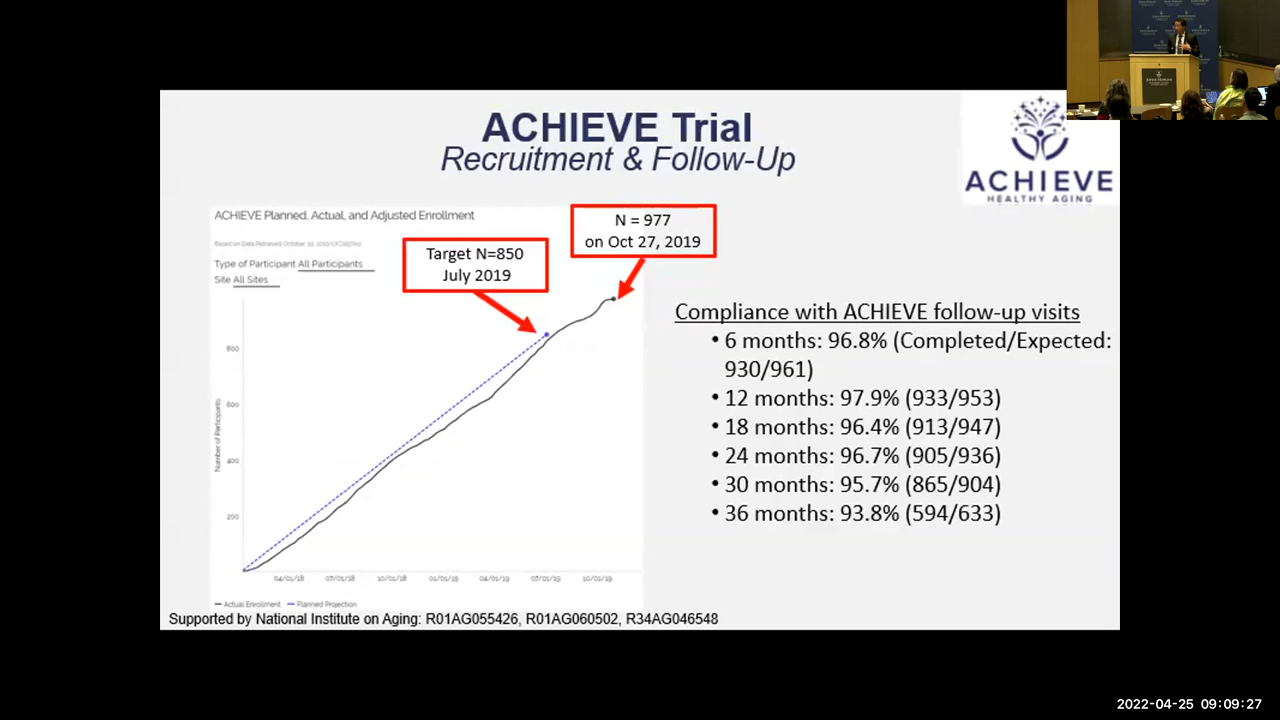 ACHIEVE Trial
Recruitment & Follow-Up
ACHIEVE
HEALTHY AGING
ACHIEVE Planned, Actual, and Adjusted Enrollment
Type of Participant All Participants
Site All Sites
Target N=850
July 2019
N = 977
on Oct 27, 2019
Number of Participants
800
600
400
200
04/01/18 07/01/18 10/01/18 01/01/19 04/01/19 07/01/19 10/01/19
Actual Enrollment Planned Projection
Compliance with ACHIEVE follow-up visits
• 6 months: 96.8% (Completed/Expected:
930/961)
• 12 months: 97.9% (933/953)
• 18 months: 96.4% (913/947)
• 24 months: 96.7% (905/936)
• 30 months: 95.7% (865/904)
• 36 months: 93.8% (594/633)
Supported by National Institute on Aging: R01AG055426, R01AG060502, R34AG046548
2022-04-25 09:09:27